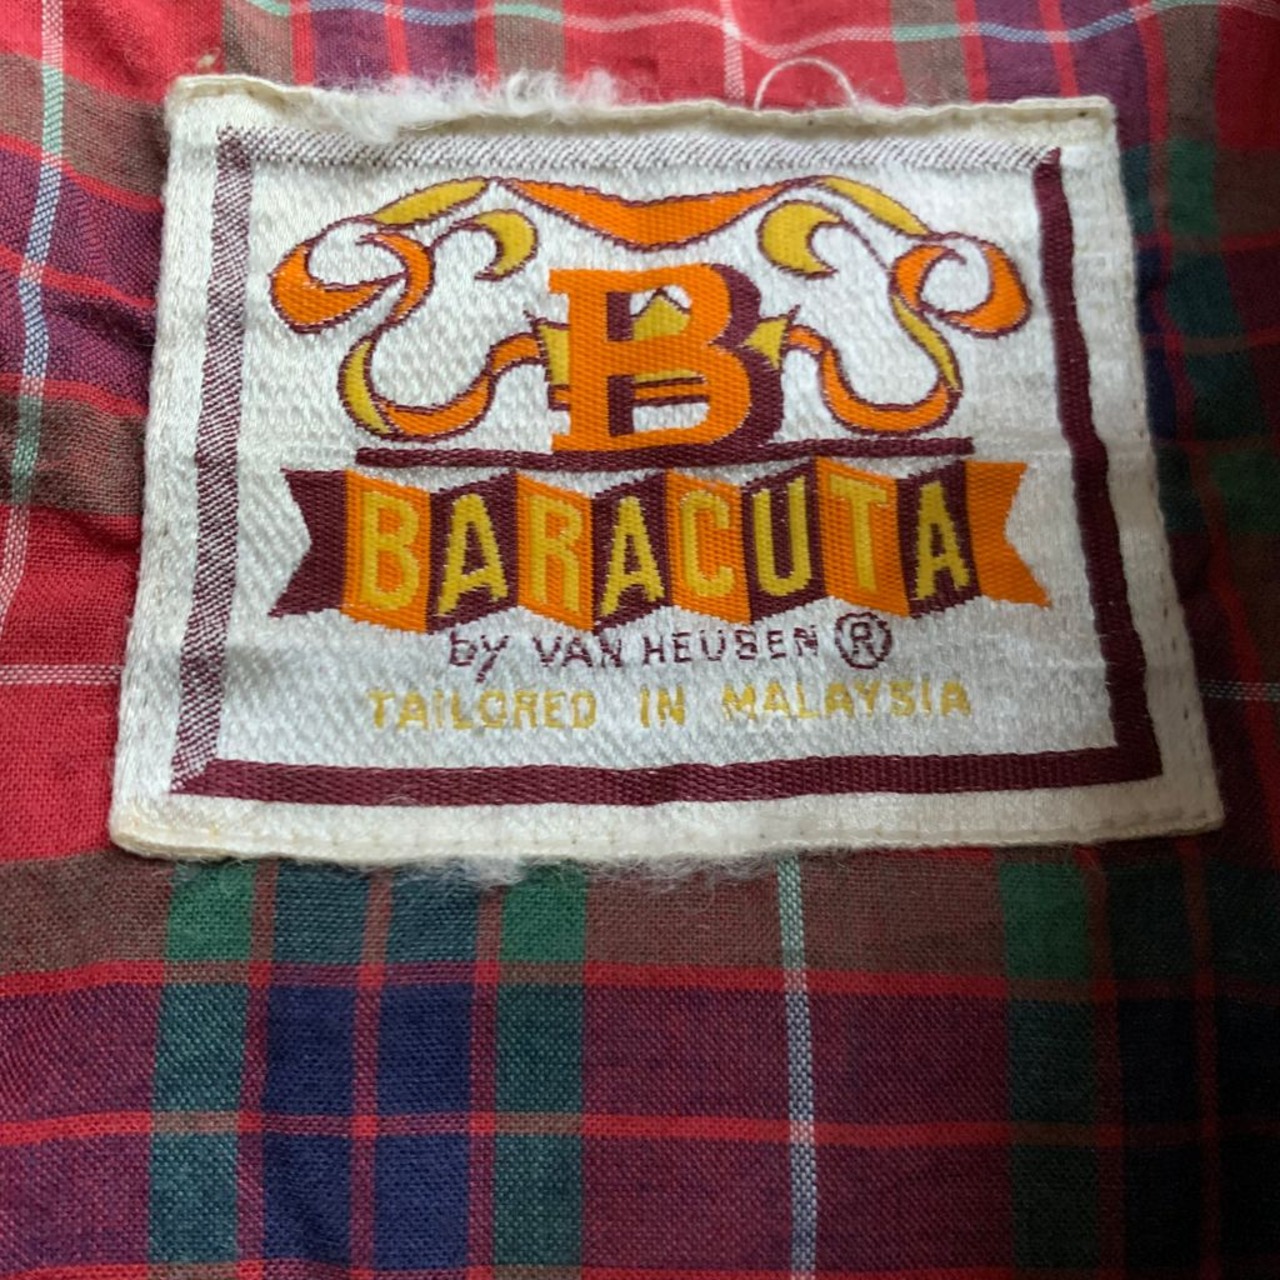 B
BARACUTA
by VAN HEUSEN ®
TAILORED IN MALAYSIA